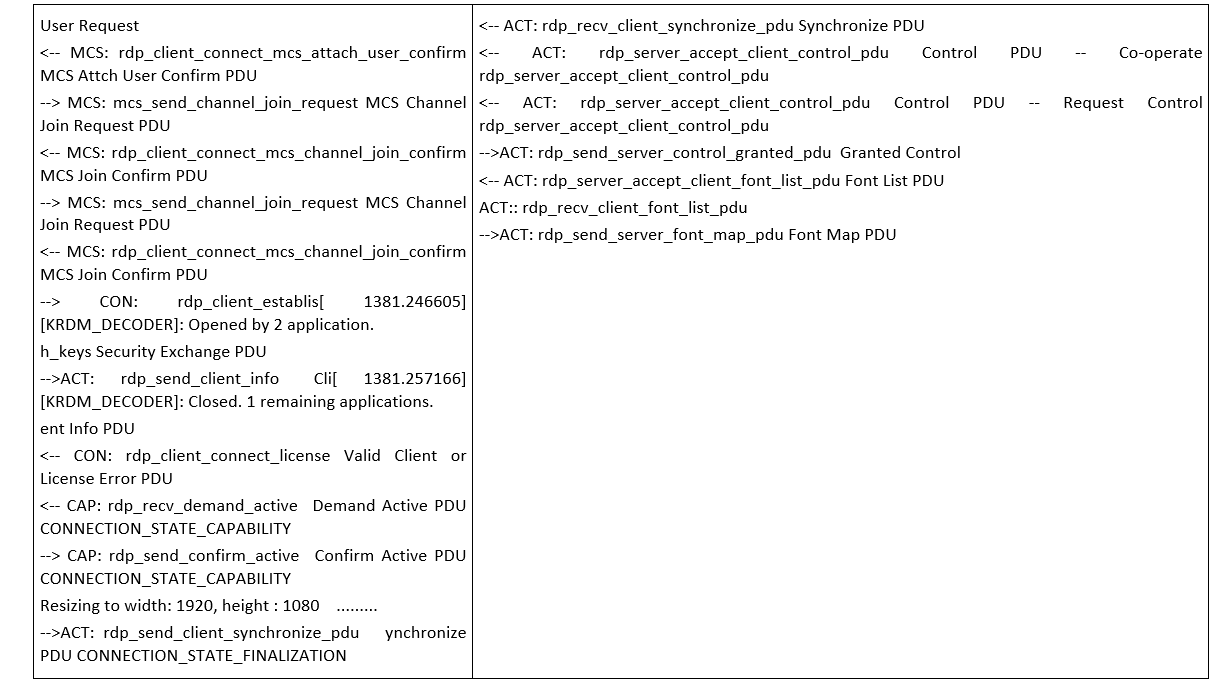 User Request
<-- MCS: rdp_client_connect_mcs_attach_user_confirm
MCS Attch User Confirm PDU
--> MCS: mcs_send_channel_join_request MCS Channel
Join Request PDU
<-- MCS: rdp_client_connect_mcs_channel_join_confirm
MCS Join Confirm PDU
--> MCS: mcs_send_channel_join_request MCS Channel
Join Request PDU
<-- MCS: rdp_client_connect_mcs_channel_join_confirm
MCS Join Confirm PDU
--> CON: rdp_client_establis[ 1381.246605]
[KRDM_DECODER]: Opened by 2 application.
h_keys Security Exchange PDU
-->ACT: rdp_send_client_info Cli[ 1381.257166]
[KRDM_DECODER]: Closed. 1 remaining applications.
ent Info PDU
<-- CON: rdp_client_connect_license Valid Client or
License Error PDU
<-- CAP: rdp_recv_demand_active Demand Active PDU
CONNECTION_STATE_CAPABILITY
--> CAP: rdp_send_confirm_active Confirm Active PDU
CONNECTION_STATE_CAPABILITY
Resizing to width: 1920, height : 1080 .........
-->ACT: rdp_send_client_synchronize_pdu ynchronize
PDU CONNECTION_STATE_FINALIZATION
<-- ACT: rdp_recv_client_synchronize_pdu Synchronize PDU
<-- ACT: rdp_server_accept_client_control_pdu Control PDU -- Co-operate
rdp_server_accept_client_control_pdu
<-- ACT: rdp_server_accept_client_control_pdu Control PDU -- Request Control
rdp_server_accept_client_control_pdu
-->ACT: rdp_send_server_control_granted_pdu Granted Control
<-- ACT: rdp_server_accept_client_font_list_pdu Font List PDU
ACT:: rdp_recv_client_font_list_pdu
-->ACT: rdp_send_server_font_map_pdu Font Map PDU